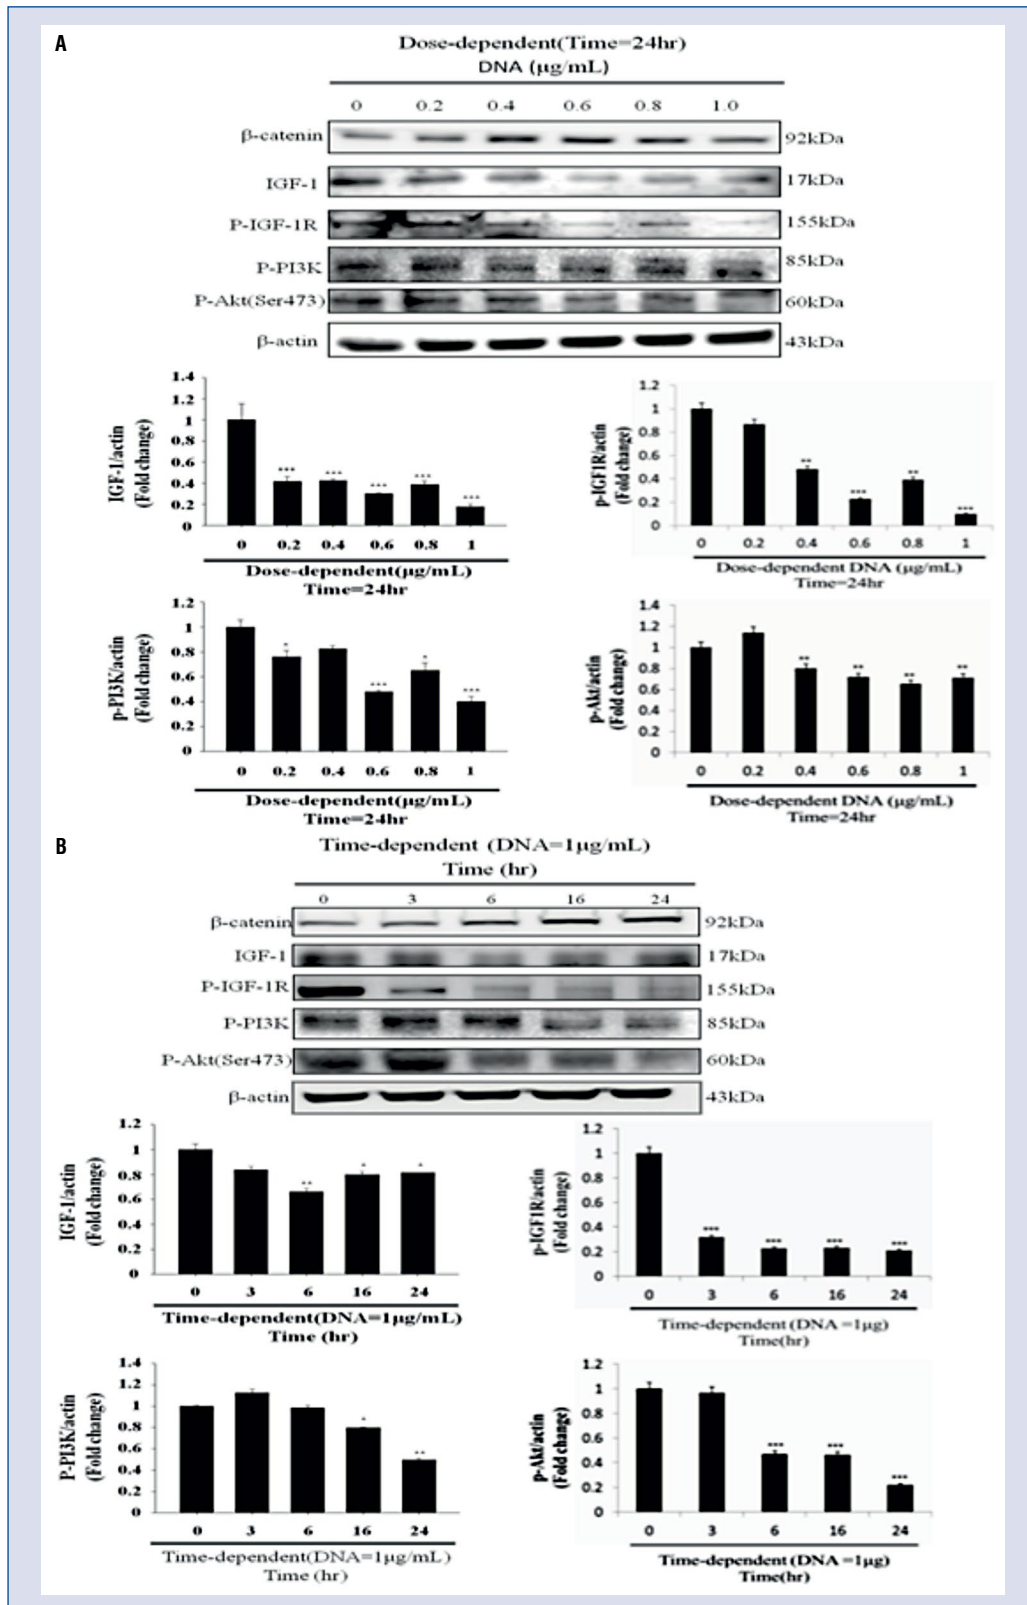 A
Dose-dependent(Time=24hr)
DNA (μg/mL)
0 0.2 0.4 0.6 0.8 1.0
β-catenin 92kDa
IGF-1 17kDa
P-IGF-1R 155kDa
P-PI3K 85kDa
P-Akt(Ser473) 60kDa
β-actin 43kDa
IGF-1/actin
(Fold change)
1.4
1.2
1
0.8
0.6
0.4
0.2
0
*** *** *** *** ***
0 0.2 0.4 0.6 0.8 1
Dose-dependent(μg/mL)
Time=24hr
p-IGF1R/actin
(Fold change)
1.2
1
0.8
0.6
0.4
0.2
0
** *** ** ***
0 0.2 0.4 0.6 0.8 1
Dose-dependent DNA (μg/mL)
Time=24hr
p-PI3K/actin
(Fold change)
1.2
1
0.8
0.6
0.4
0.2
0
* *** * ***
0 0.2 0.4 0.6 0.8 1
Dose-dependent(μg/mL)
Time=24hr
p-Akt/actin
(Fold change)
1.4
1.2
1
0.8
0.6
0.4
0.2
0
** ** ** **
0 0.2 0.4 0.6 0.8 1
Dose-dependent DNA (μg/mL)
Time=24hr
B
Time-dependent (DNA=1μg/mL)
Time (hr)
0 3 6 16 24
β-catenin 92kDa
IGF-1 17kDa
P-IGF-1R 155kDa
P-PI3K 85kDa
P-Akt(Ser473) 60kDa
β-actin 43kDa
IGF-1/actin
(Fold change)
1.2
1
0.8
0.6
0.4
0.2
0
** * *
0 3 6 16 24
Time-dependent(DNA=1μg/mL)
Time (hr)
p-IGF1R/actin
(Fold change)
1.2
1
0.8
0.6
0.4
0.2
0
*** *** *** ***
0 3 6 16 24
Time-dependent (DNA =1μg)
Time(hr)
P-PI3K/actin
(Fold change)
1.4
1.2
1
0.8
0.6
0.4
0.2
0
* **
0 3 6 16 24
Time-dependent(DNA=1μg/mL)
Time (hr)
p-Akt/actin
(Fold change)
1.2
1
0.8
0.6
0.4
0.2
0
*** *** ***
0 3 6 16 24
Time-dependent (DNA =1μg)
Time(hr)